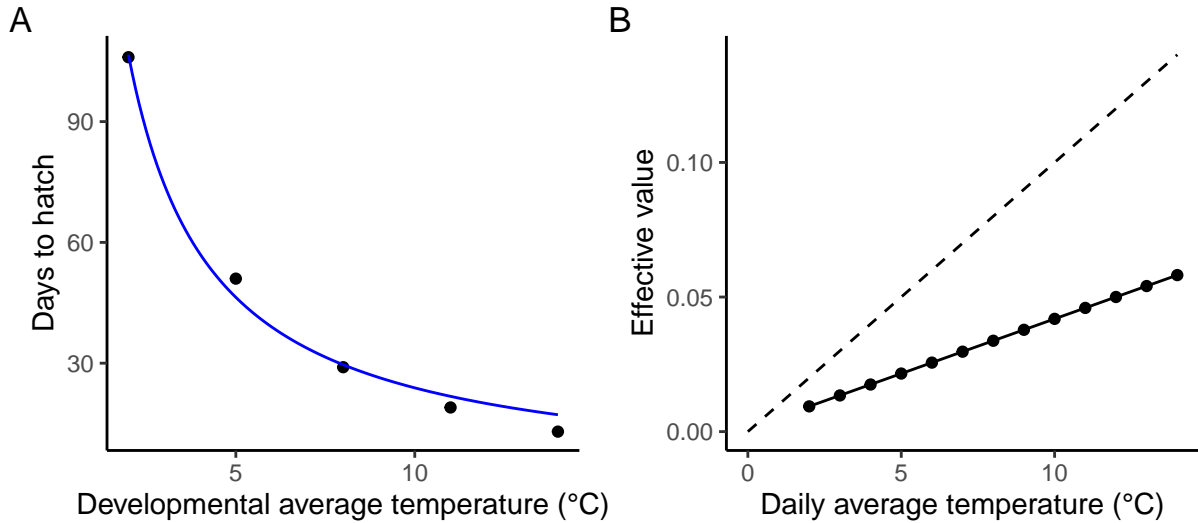 A
Days to hatch
90
60
30
5
10
Developmental average temperature (°C)
B
Effective value
0.10
0.05
0.00
0
5
10
Daily average temperature (°C)